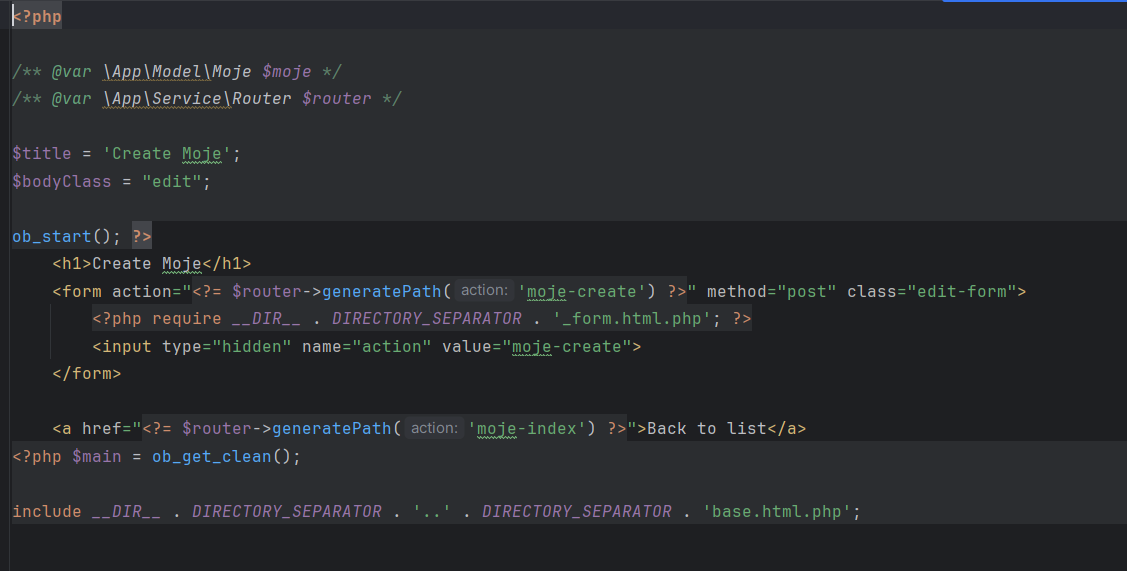 <?php
/** @var \App\Model\Moje $moje */
/** @var \App\Service\Router $router */
$title = 'Create Moje';
$bodyClass = "edit";
ob_start(); ?>
<h1>Create Moje</h1>
<form action="<?= $router->generatePath( action: 'moje-create') ?>" method="post" class="edit-form">
<?php require __DIR__ . DIRECTORY_SEPARATOR . '_form.html.php'; ?>
<input type="hidden" name="action" value="moje-create">
</form>
<a href="<?= $router->generatePath( action: 'moje-index') ?>">Back to list</a>
<?php $main = ob_get_clean();
include __DIR__ . DIRECTORY_SEPARATOR . '..' . DIRECTORY_SEPARATOR . 'base.html.php';